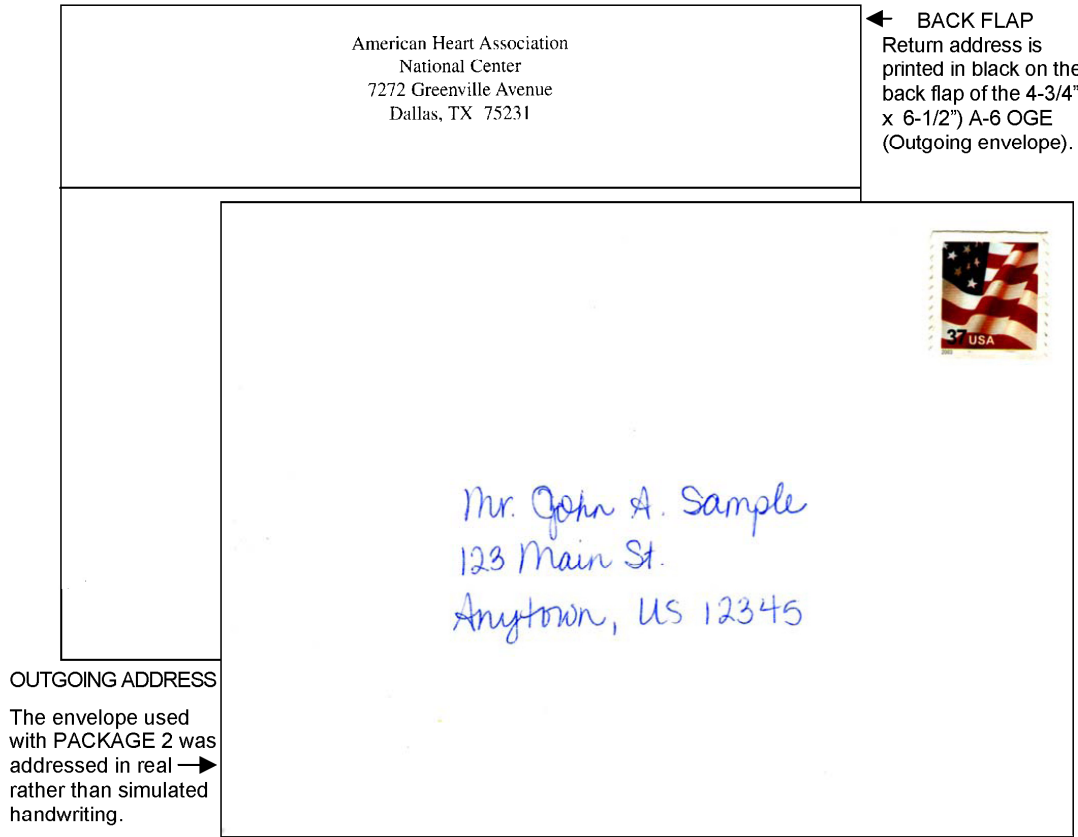 American Heart Association
National Center
7272 Greenville Avenue
Dallas, TX 75231
BACK FLAP
Return address is
printed in black on the
back flap of the 4-3/4"
x 6-1/2") A-6 OGE
(Outgoing envelope).
37 USA
Mr. John A. Sample
123 Main St.
Anytown, US 12345
OUTGOING ADDRESS
The envelope used
with PACKAGE 2 was
addressed in real
rather than simulated
handwriting.